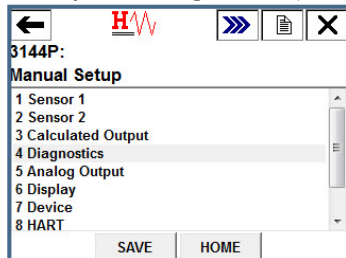 H
3144P:
Manual Setup
1 Sensor 1
2 Sensor 2
3 Calculated Output
4 Diagnostics
5 Analog Output
6 Display
7 Device
8 HART
SAVE HOME